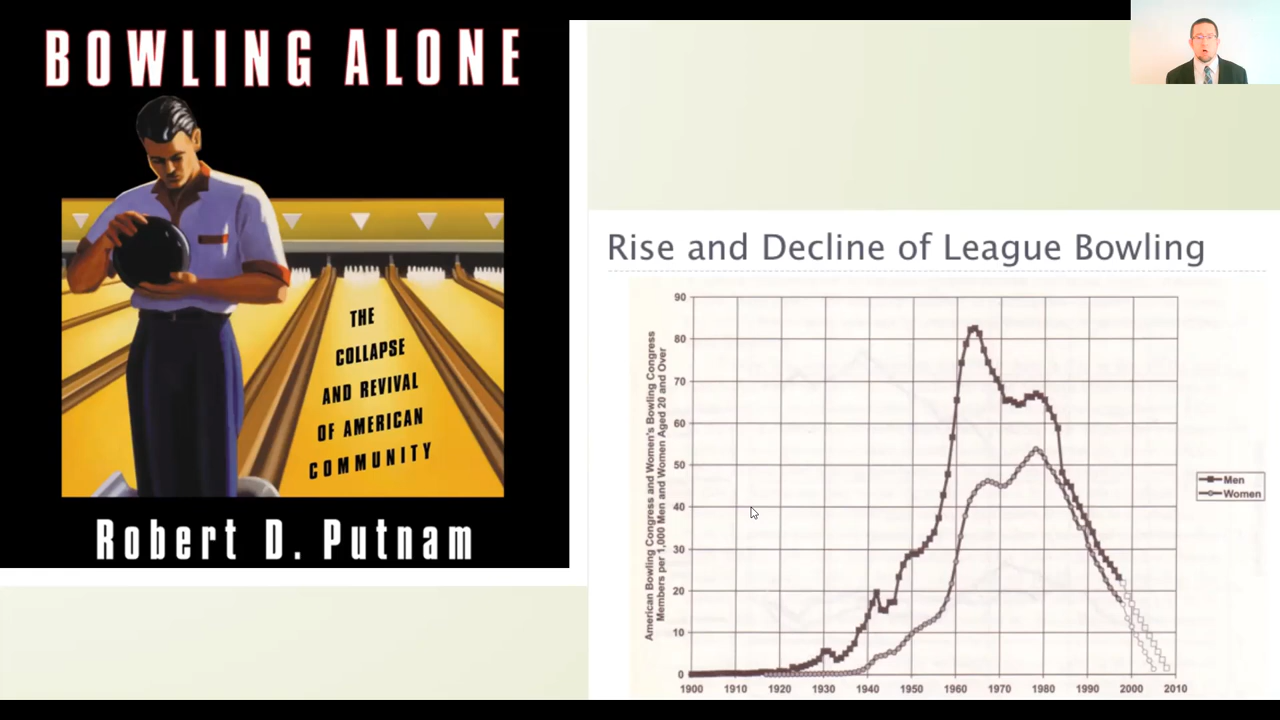 BOWLING ALONE
THE
COLLAPSE
AND REVIVAL
OF AMERICAN
COMMUNITY
Robert D. Putnam
Rise and Decline of League Bowling
American Bowling Congress and Women's Bowling Congress
Members per 1,000 Men and Women Aged 20 and Over
90
80
70
60
50
40
30
20
10
0
1900 1910 1920 1930 1940 1950 1960 1970 1980 1990 2000 2010
Men
Women